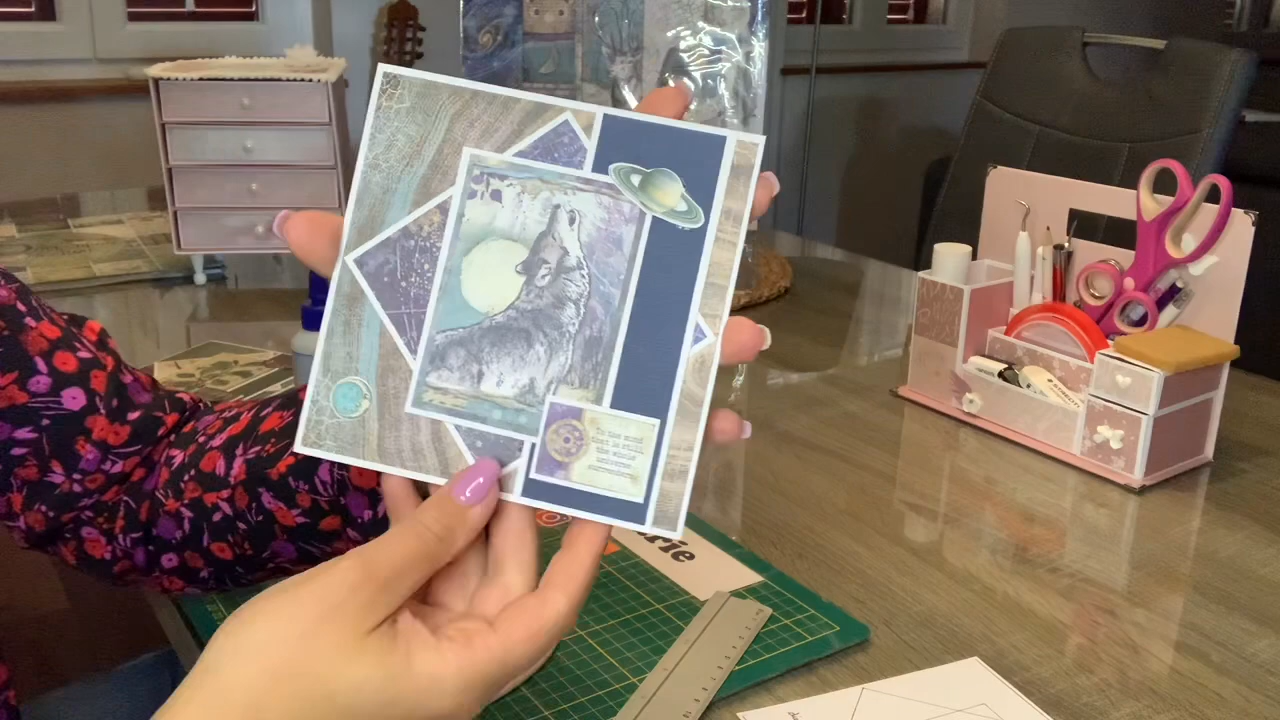 To the mind
that is still
the whole
universe
surrenders
rie